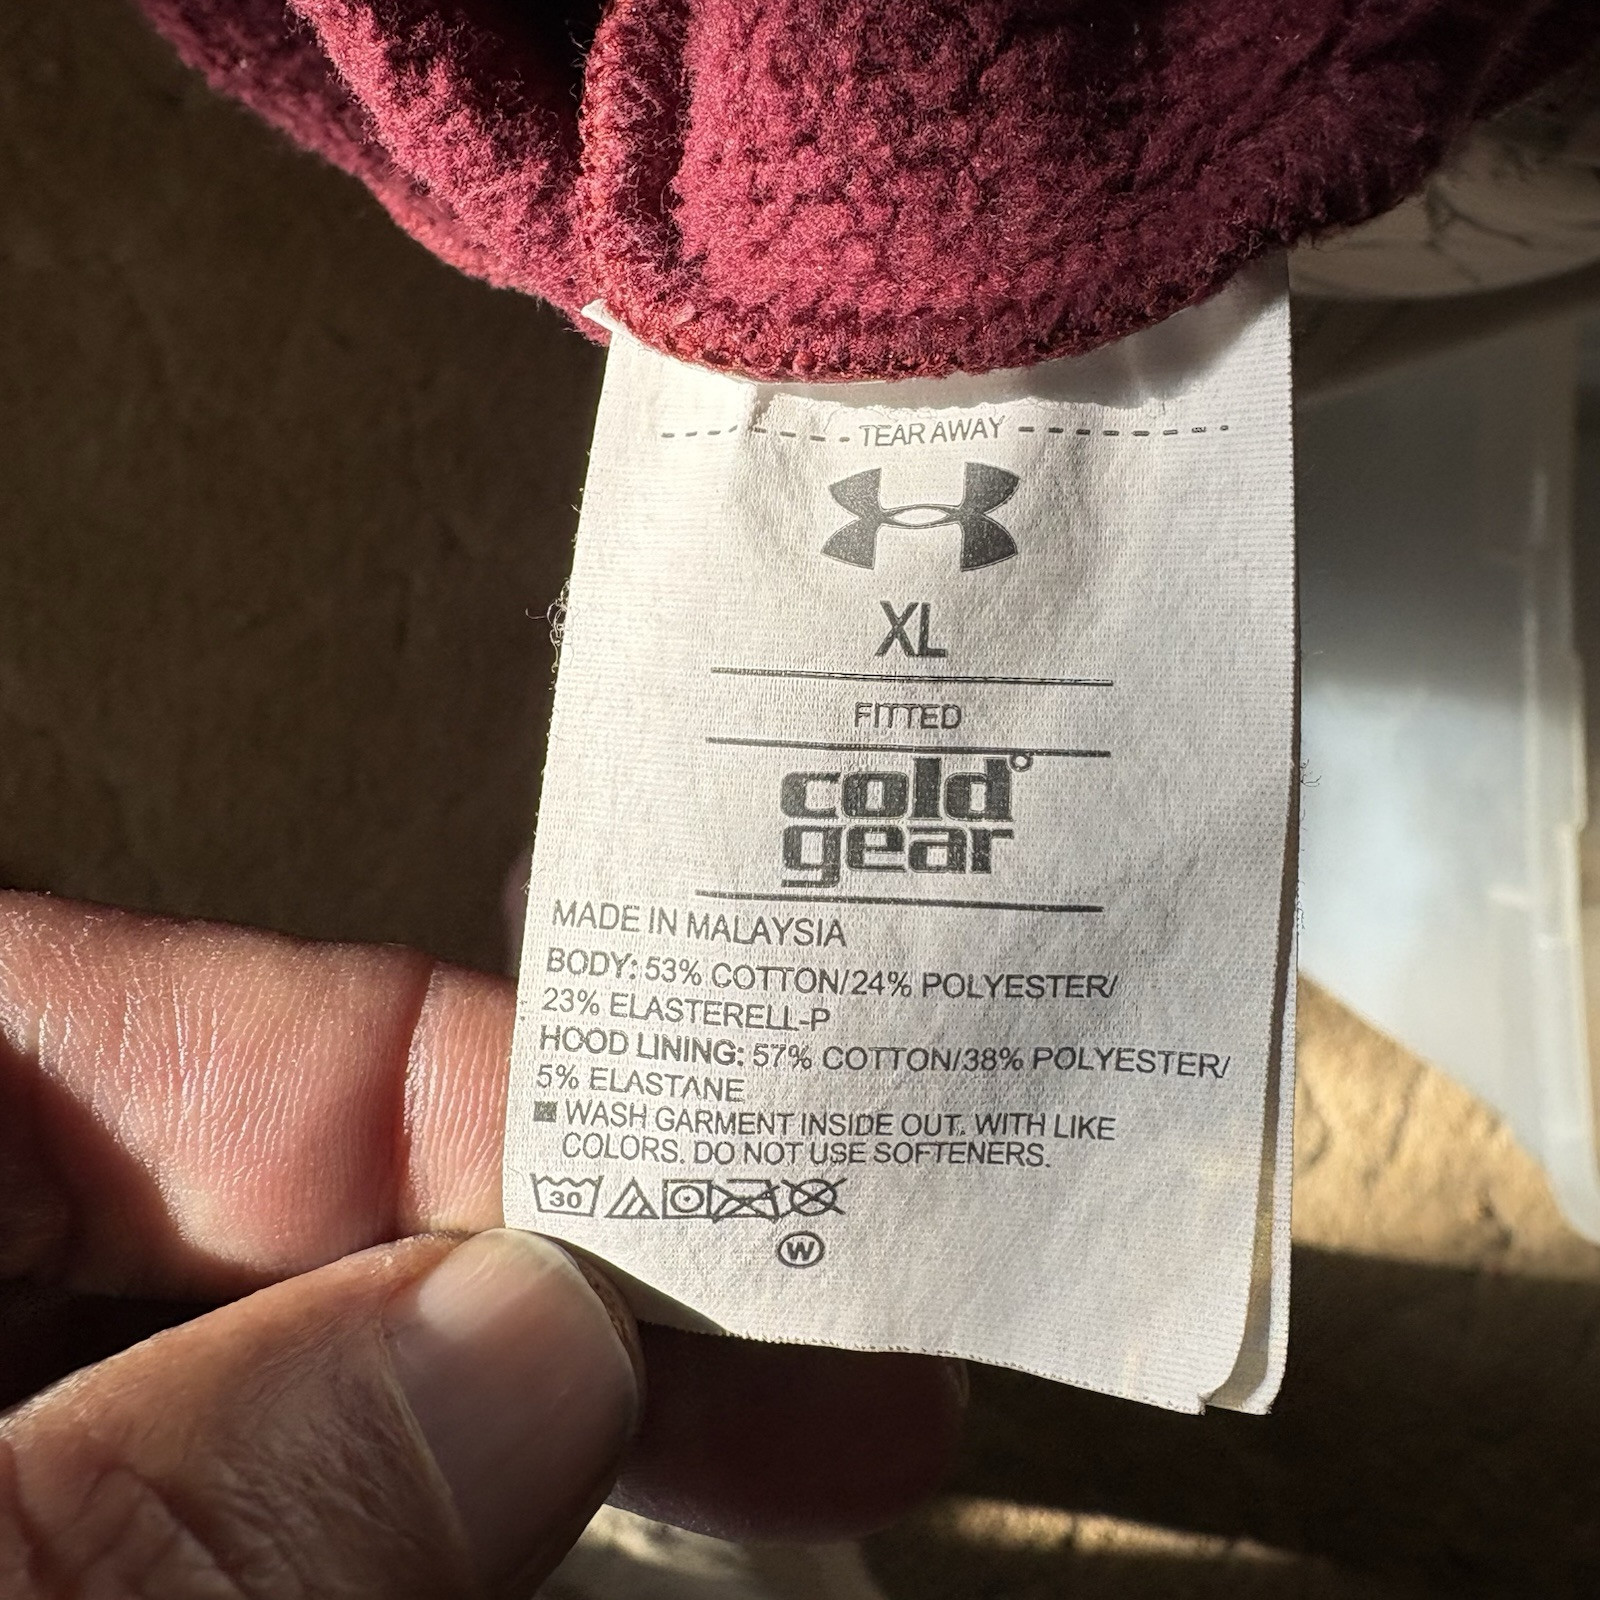 TEAR AWAY
XL
FITTED
cold°
gear
MADE IN MALAYSIA
BODY: 53% COTTON/24% POLYESTER/
23% ELASTERELL-P
HOOD LINING: 57% COTTON/38% POLYESTER/
5% ELASTANE
WASH GARMENT INSIDE OUT. WITH LIKE
COLORS. DO NOT USE SOFTENERS.
30
W